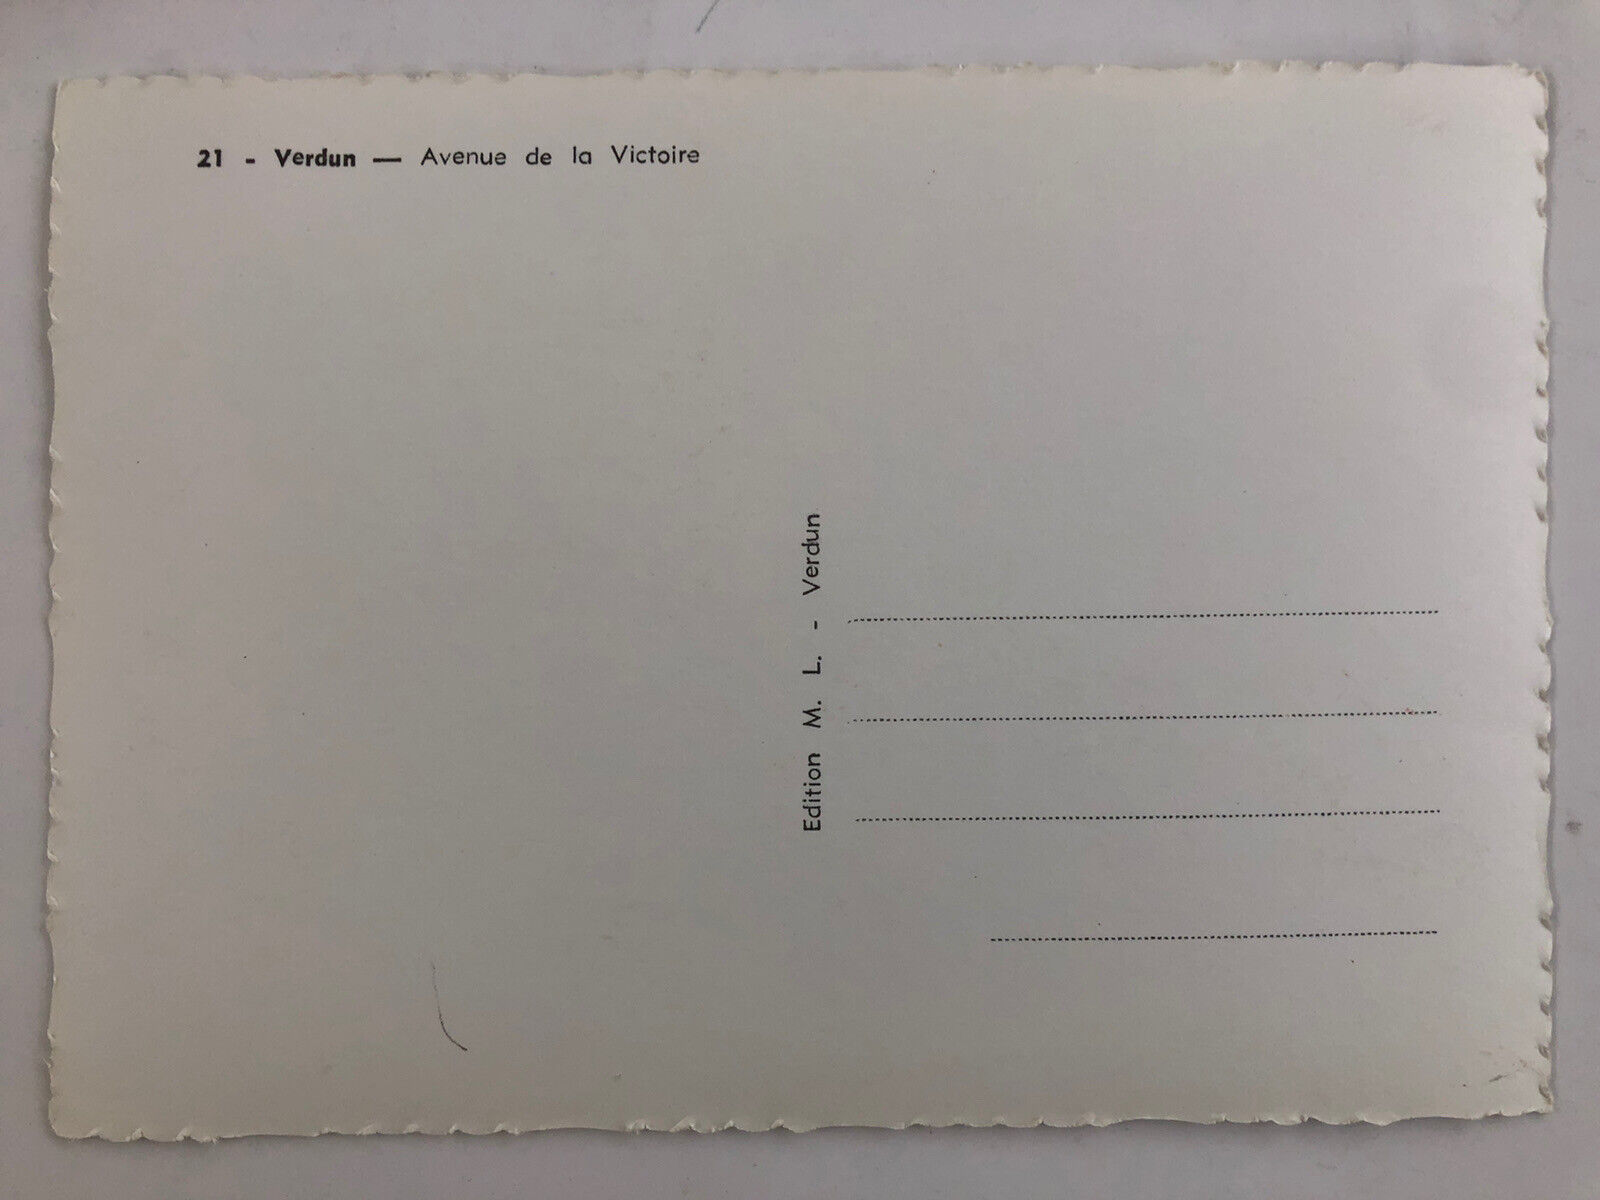 21 - Verdun — Avenue de la Victoire
Edition M. L. - Verdun